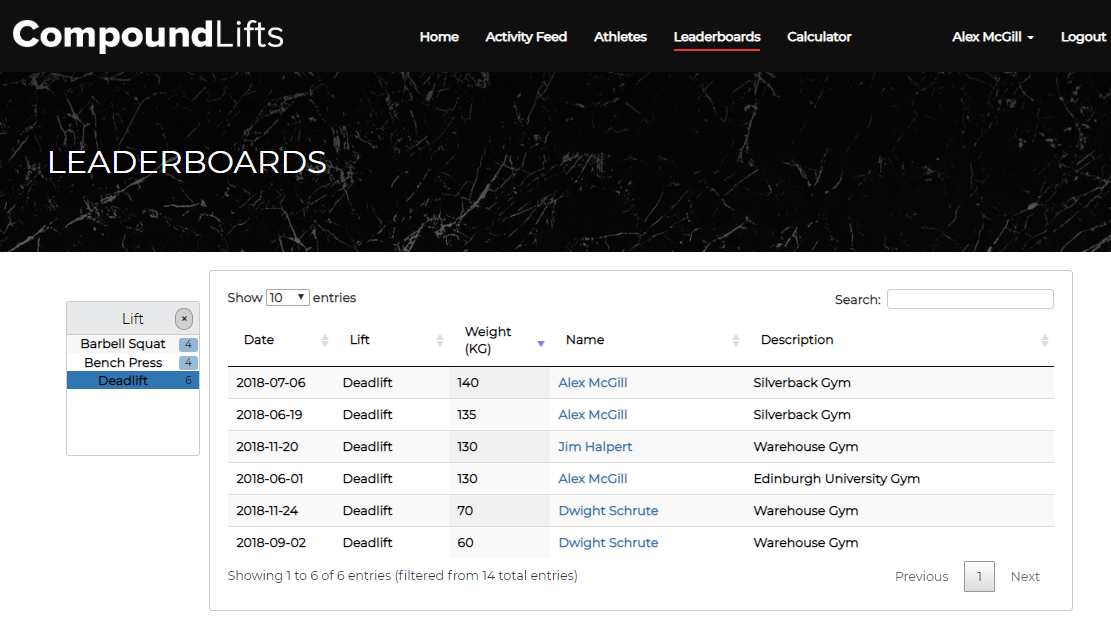 CompoundLifts Home Activity Feed Athletes Leaderboards Calculator Alex McGill Logout
LEADERBOARDS
Lift ×
Barbell Squat 4
Bench Press 4
Deadlift 6
Show 10 entries Search:
Date Lift Weight (KG) Name Description
2018-07-06 Deadlift 140 Alex McGill Silverback Gym
2018-06-19 Deadlift 135 Alex McGill Silverback Gym
2018-11-20 Deadlift 130 Jim Halpert Warehouse Gym
2018-06-01 Deadlift 130 Alex McGill Edinburgh University Gym
2018-11-24 Deadlift 70 Dwight Schrute Warehouse Gym
2018-09-02 Deadlift 60 Dwight Schrute Warehouse Gym
Showing 1 to 6 of 6 entries (filtered from 14 total entries) Previous 1 Next